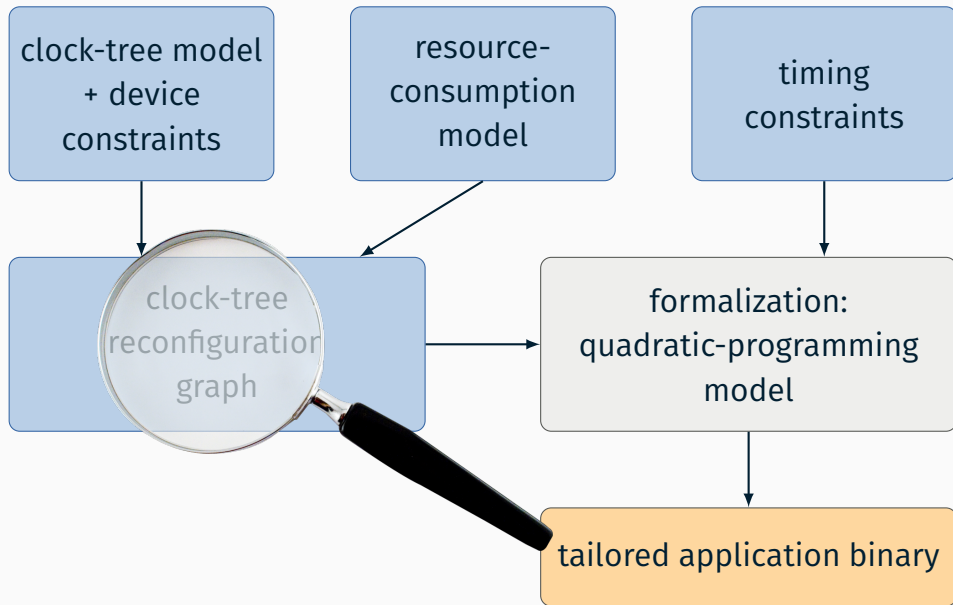 clock-tree model
+ device
constraints
resource-
consumption
model
timing
constraints
clock-tree
reconfiguration
graph
formalization:
quadratic-programming
model
tailored application binary